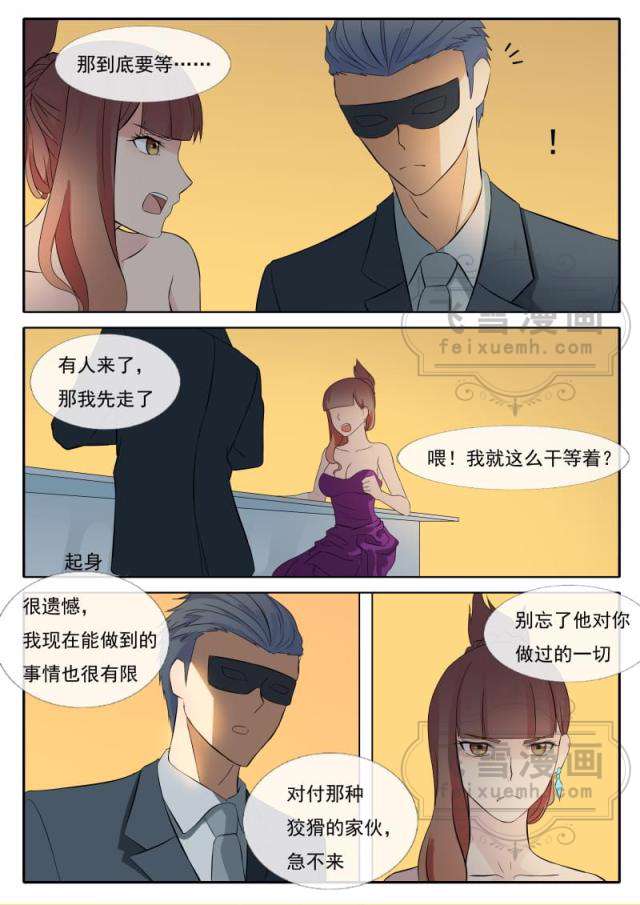 那到底要等……
！
飞雪漫画
feixuemh.com
有人来了，
那我先走了
喂！我就这么干等着？
起身
很遗憾，
我现在能做到的
事情也很有限
别忘了他对你
做过的一切
飞雪漫画
feixuemh.com
对付那种
狡猾的家伙，
急不来